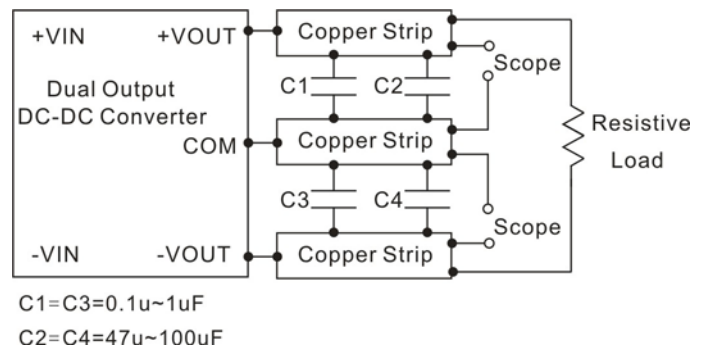 +VIN
+VOUT
Dual Output
DC-DC Converter
COM
-VIN
-VOUT
Copper Strip
C1
C2
Scope
Copper Strip
C3
C4
Scope
Copper Strip
Resistive
Load
C1=C3=0.1u~1uF
C2=C4=47u~100uF